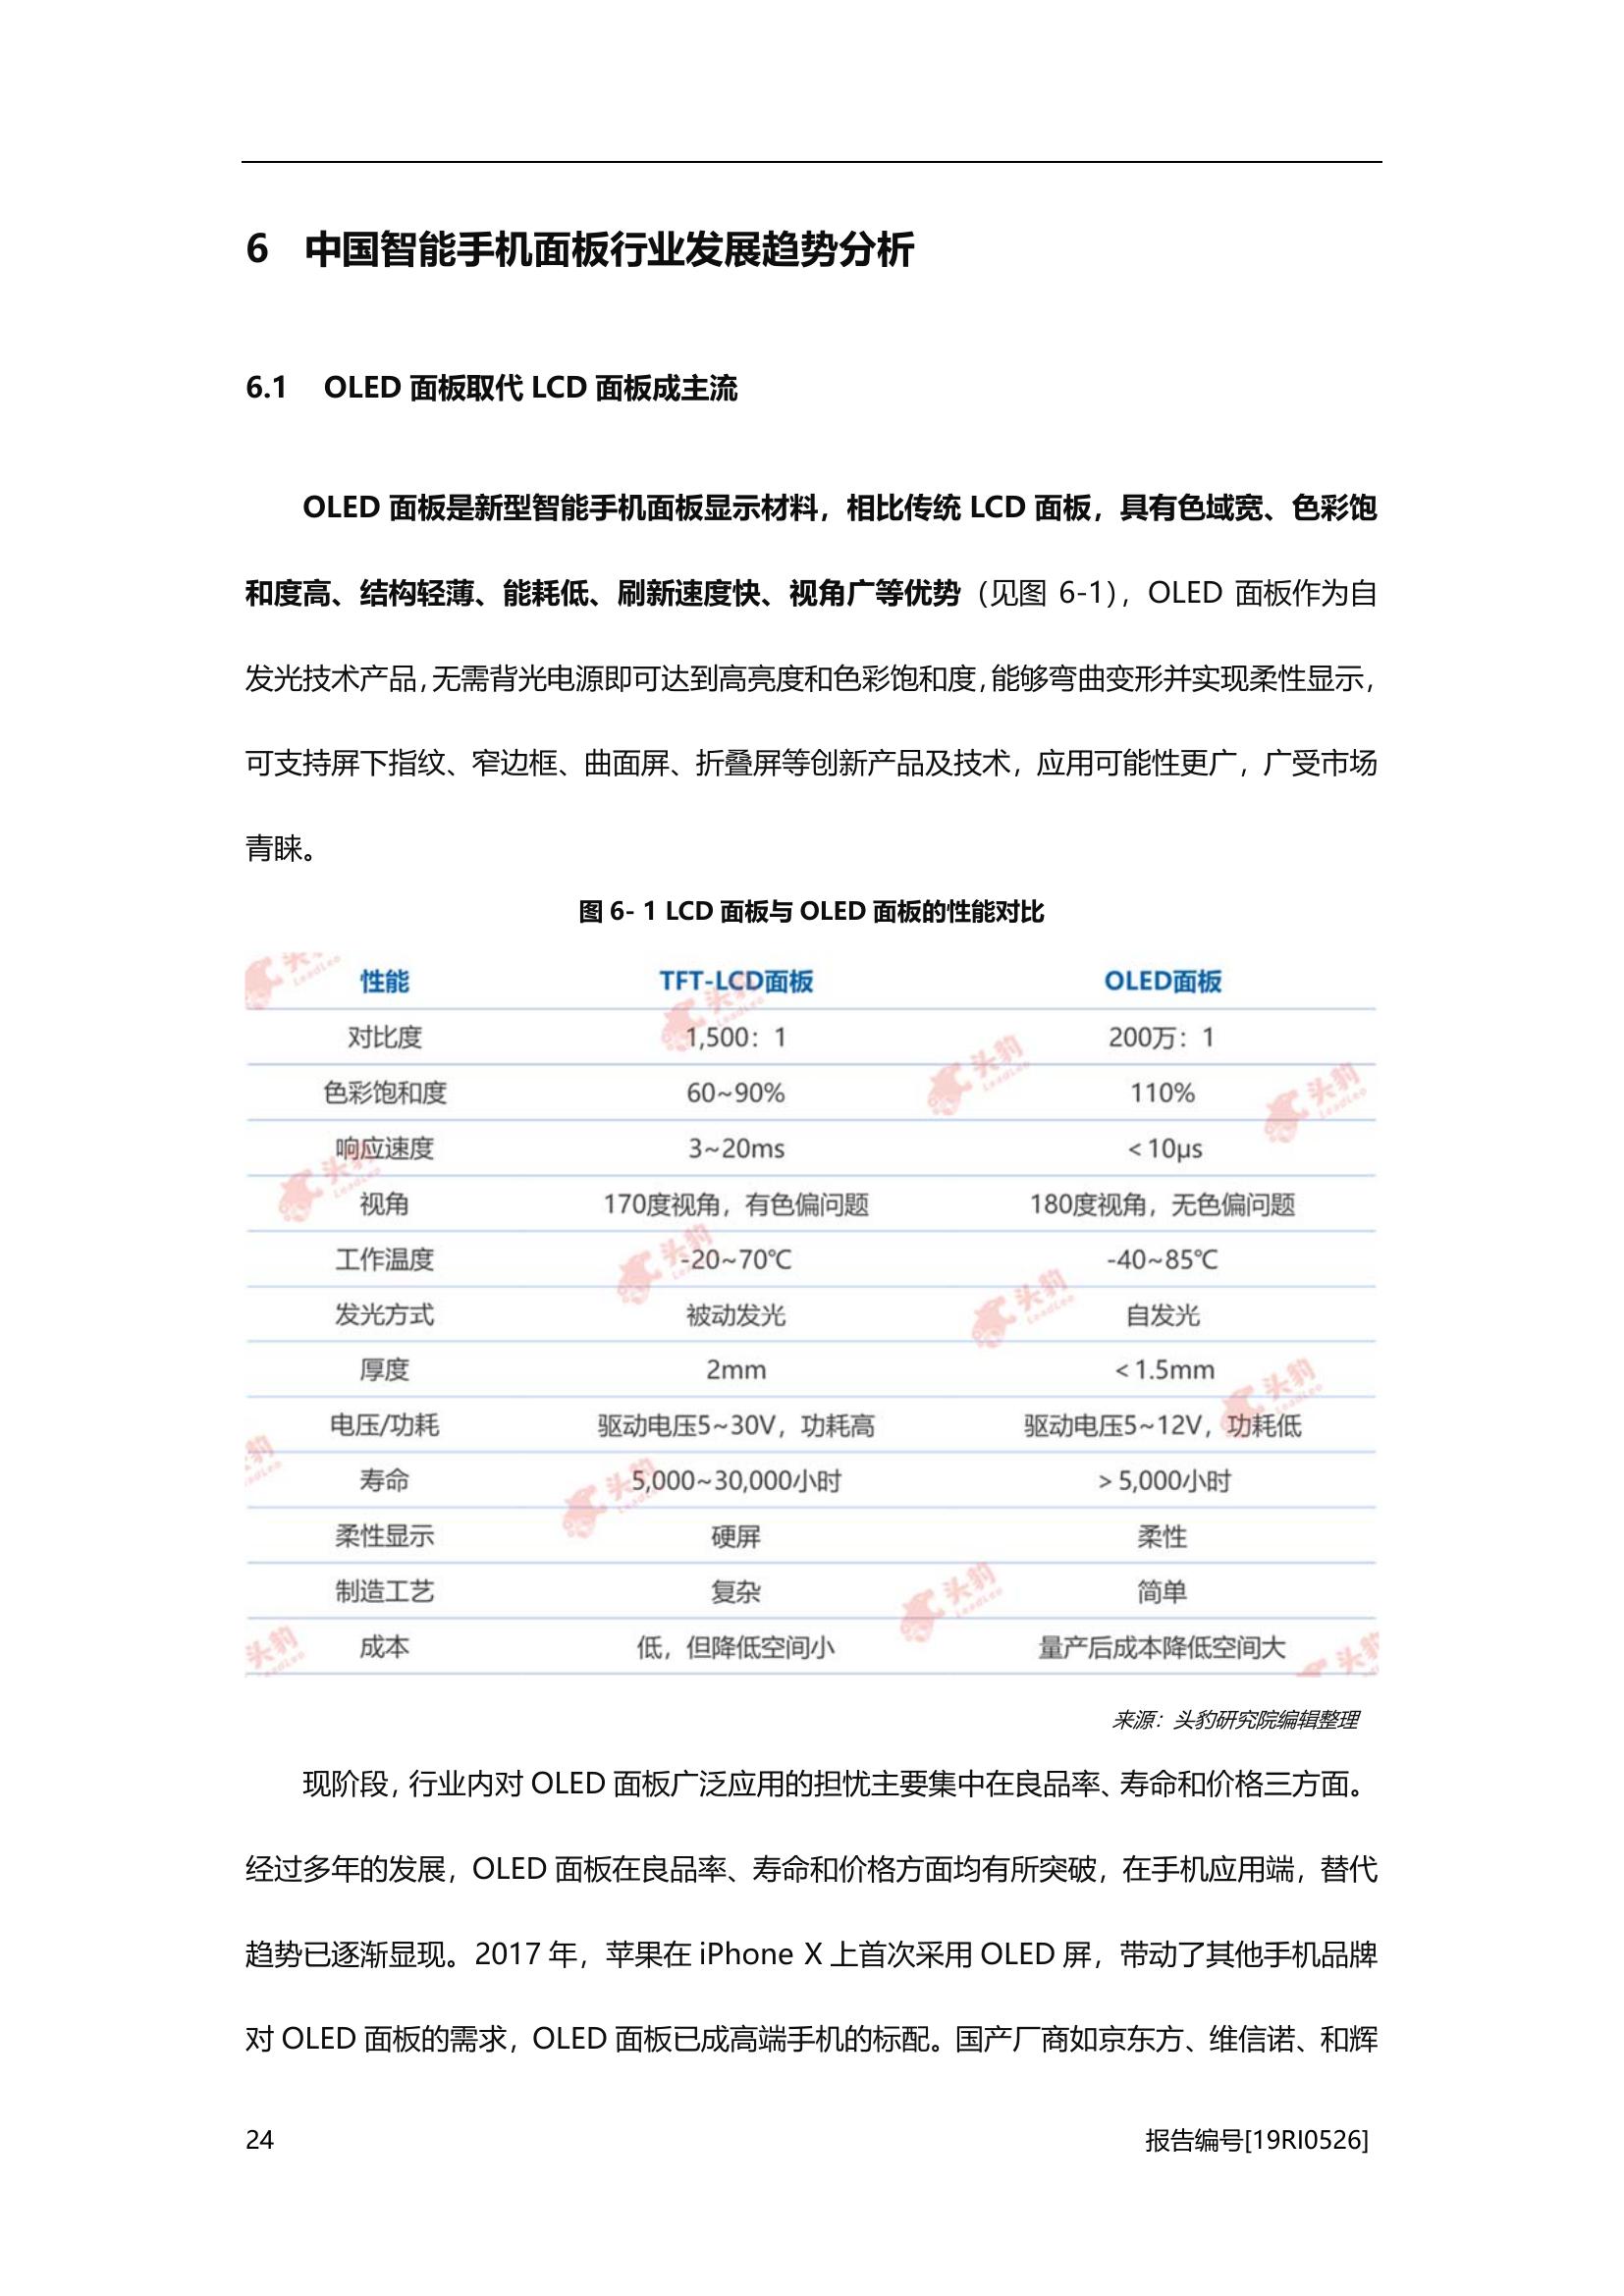 6 中国智能手机面板行业发展趋势分析
6.1 OLED 面板取代 LCD 面板成主流
OLED 面板是新型智能手机面板显示材料，相比传统 LCD 面板，具有色域宽、色彩饱
和度高、结构轻薄、能耗低、刷新速度快、视角广等优势（见图 6-1），OLED 面板作为自
发光技术产品，无需背光电源即可达到高亮度和色彩饱和度，能够弯曲变形并实现柔性显示，
可支持屏下指纹、窄边框、曲面屏、折叠屏等创新产品及技术，应用可能性更广，广受市场
青睐。
图 6- 1 LCD 面板与 OLED 面板的性能对比
性能 TFT-LCD面板 OLED面板
对比度 1,500：1 200万：1
色彩饱和度 60~90% 110%
响应速度 3~20ms ＜10μs
视角 170度视角，有色偏问题 180度视角，无色偏问题
工作温度 -20~70℃ -40~85℃
发光方式 被动发光 自发光
厚度 2mm ＜1.5mm
电压/功耗 驱动电压5~30V，功耗高 驱动电压5~12V，功耗低
寿命 5,000~30,000小时 ＞5,000小时
柔性显示 硬屏 柔性
制造工艺 复杂 简单
成本 低，但降低空间小 量产后成本降低空间大
来源：头豹研究院编辑整理
现阶段，行业内对 OLED 面板广泛应用的担忧主要集中在良品率、寿命和价格三方面。
经过多年的发展，OLED 面板在良品率、寿命和价格方面均有所突破，在手机应用端，替代
趋势已逐渐显现。2017 年，苹果在 iPhone X 上首次采用 OLED 屏，带动了其他手机品牌
对 OLED 面板的需求，OLED 面板已成高端手机的标配。国产厂商如京东方、维信诺、和辉
24 报告编号[19RI0526]